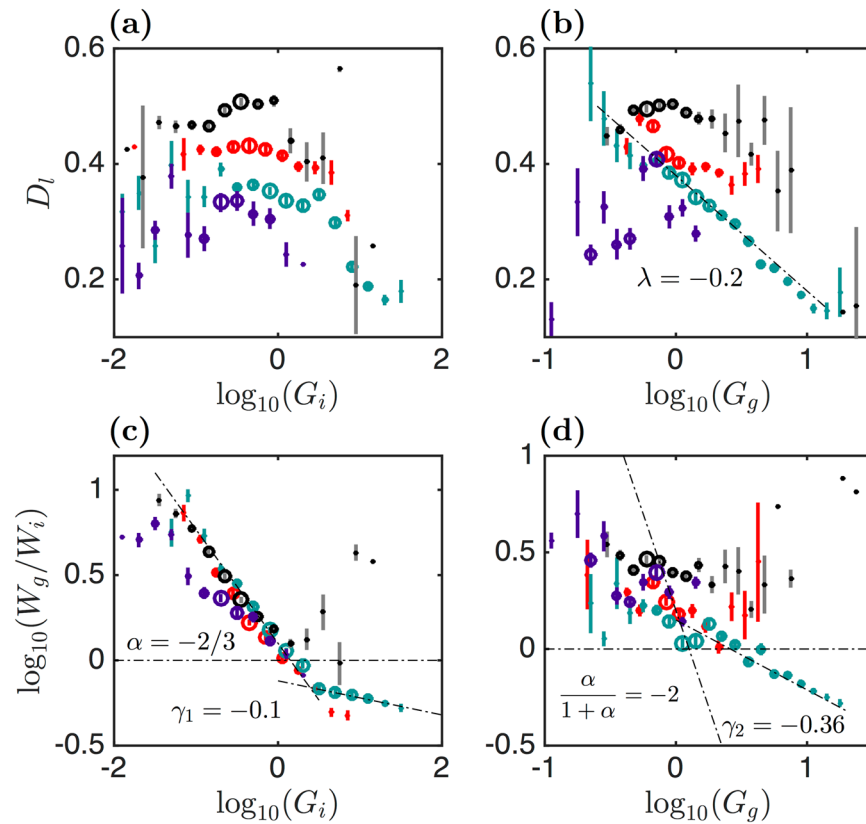 (a)
(b)
0.6
0.4
0.2
-2
0
2
D_l
log₁₀(G_i)
0.6
0.4
0.2
-1
0
1
λ = −0.2
log₁₀(G_g)
(c)
(d)
1
0.5
0
-0.5
-2
0
2
log₁₀(W_g/W_i)
α = −2/3
γ₁ = −0.1
log₁₀(G_i)
1
0.5
0
-0.5
-1
0
1
α/(1 + α) = −2
γ₂ = −0.36
log₁₀(G_g)